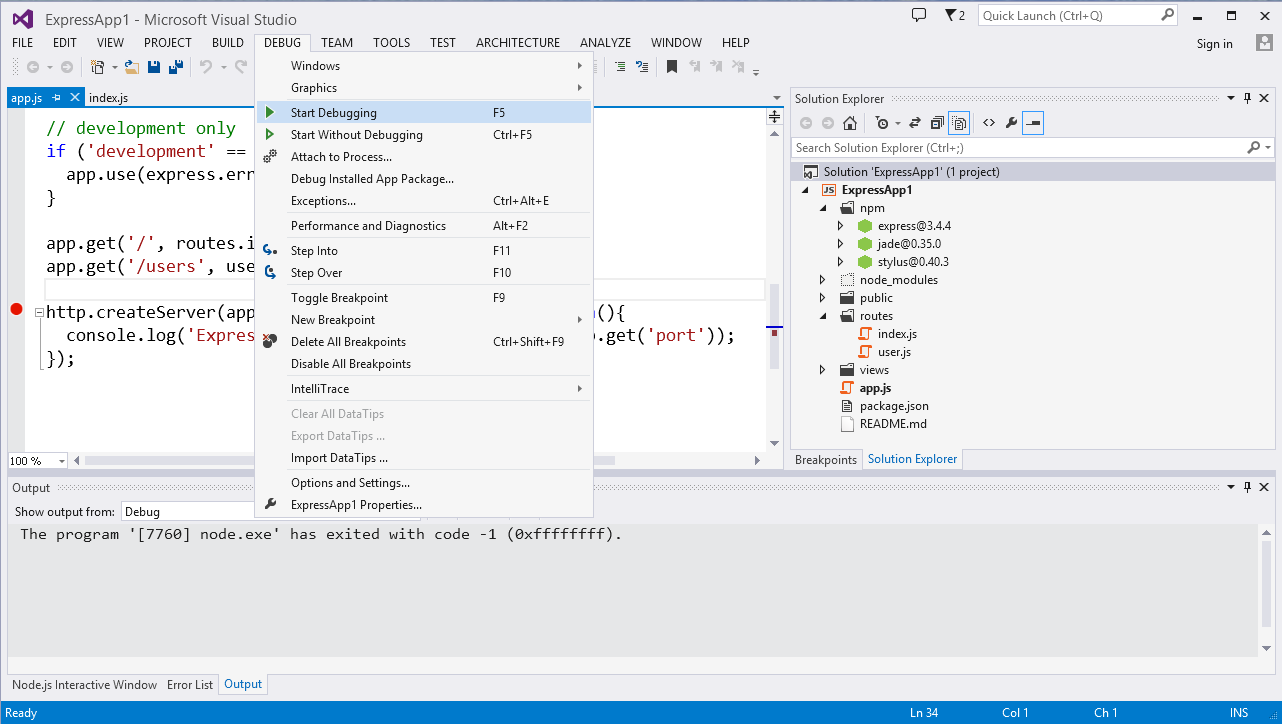 ExpressApp1 - Microsoft Visual Studio
2
Quick Launch (Ctrl+Q)
FILE EDIT VIEW PROJECT BUILD DEBUG TEAM TOOLS TEST ARCHITECTURE ANALYZE WINDOW HELP
Sign in
app.js
index.js
// development only
if ('development' ==
app.use(express.err
}
app.get('/', routes.i
app.get('/users', use
http.createServer(app
(){
console.log('Expres
.get('port'));
});
100 %
Windows
Graphics
Start Debugging F5
Start Without Debugging Ctrl+F5
Attach to Process...
Debug Installed App Package...
Exceptions... Ctrl+Alt+E
Performance and Diagnostics Alt+F2
Step Into F11
Step Over F10
Toggle Breakpoint F9
New Breakpoint
Delete All Breakpoints Ctrl+Shift+F9
Disable All Breakpoints
IntelliTrace
Clear All DataTips
Export DataTips ...
Import DataTips ...
Options and Settings...
ExpressApp1 Properties...
Solution Explorer
Search Solution Explorer (Ctrl+;)
Solution 'ExpressApp1' (1 project)
JS ExpressApp1
npm
express@3.4.4
jade@0.35.0
stylus@0.40.3
node_modules
public
routes
index.js
user.js
views
app.js
package.json
README.md
Breakpoints Solution Explorer
Output
Show output from: Debug
The program '[7760] node.exe' has exited with code -1 (0xffffffff).
Node.js Interactive Window Error List Output
Ready Ln 34 Col 1 Ch 1 INS